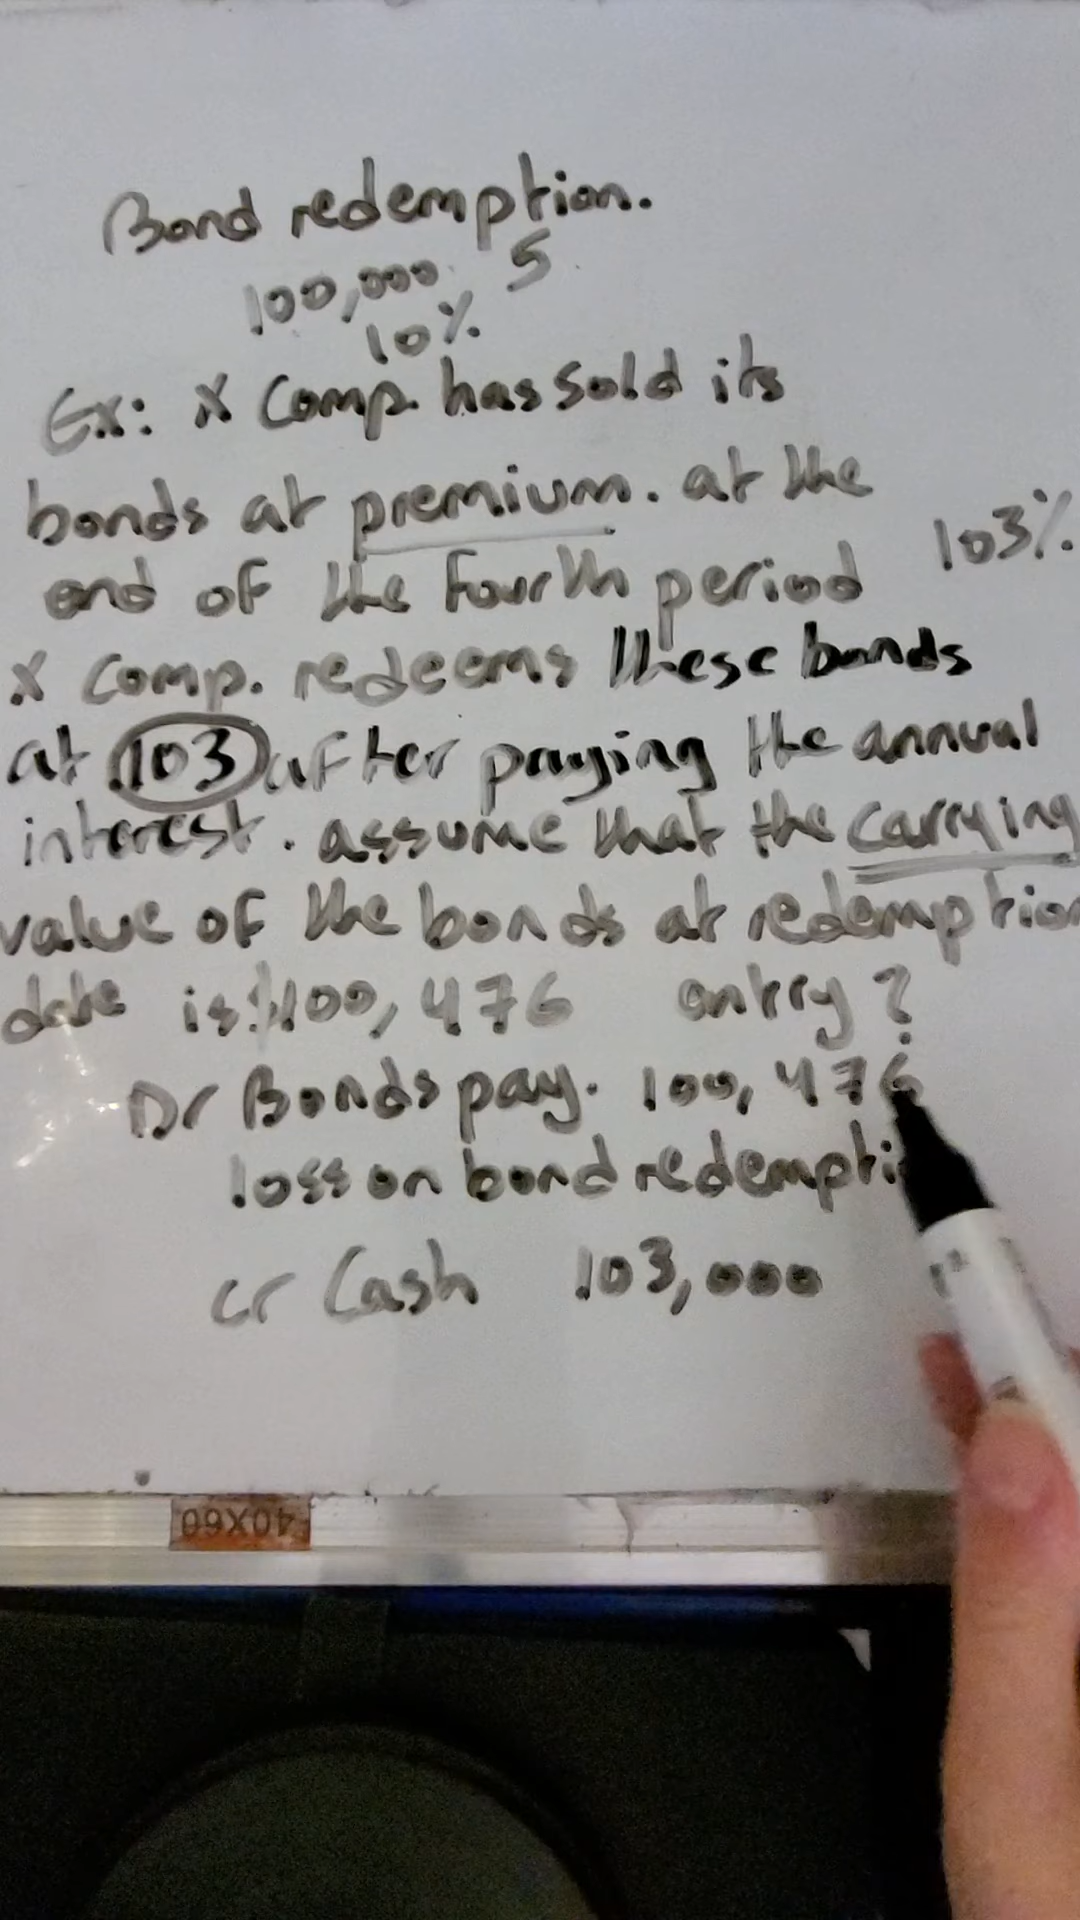 Bond redemption.
100,000, 5
10%
Ex: X Comp. has sold its
bonds at premium. at the
end of the fourth period 103%
X Comp. redeems these bonds
at 103 after paying the annual
interest. assume that the carrying
value of the bonds at redemption
date is $100,476 entry?
Dr Bonds pay. 100,476
loss on bond redempti
cr Cash 103,000
40X60